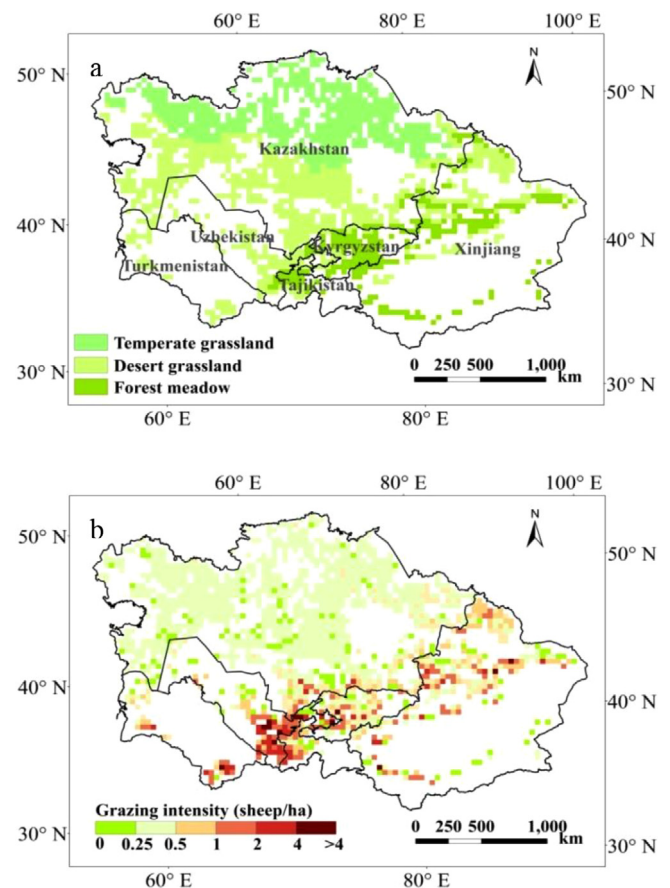 60° E 80° E 100° E
a
N
50° N 50° N
Kazakhstan
40° N 40° N
Uzbekistan Kyrgyzstan Xinjiang
Turkmenistan
Tajikistan
Temperate grassland
Desert grassland
Forest meadow
0 250 500 1,000
km
30° N 30° N
60° E 80° E
60° E 80° E 100° E
b
N
50° N 50° N
40° N 40° N
Grazing intensity (sheep/ha)
0 0.25 0.5 1 2 4 >4
0 250 500 1,000
km
30° N 30° N
60° E 80° E